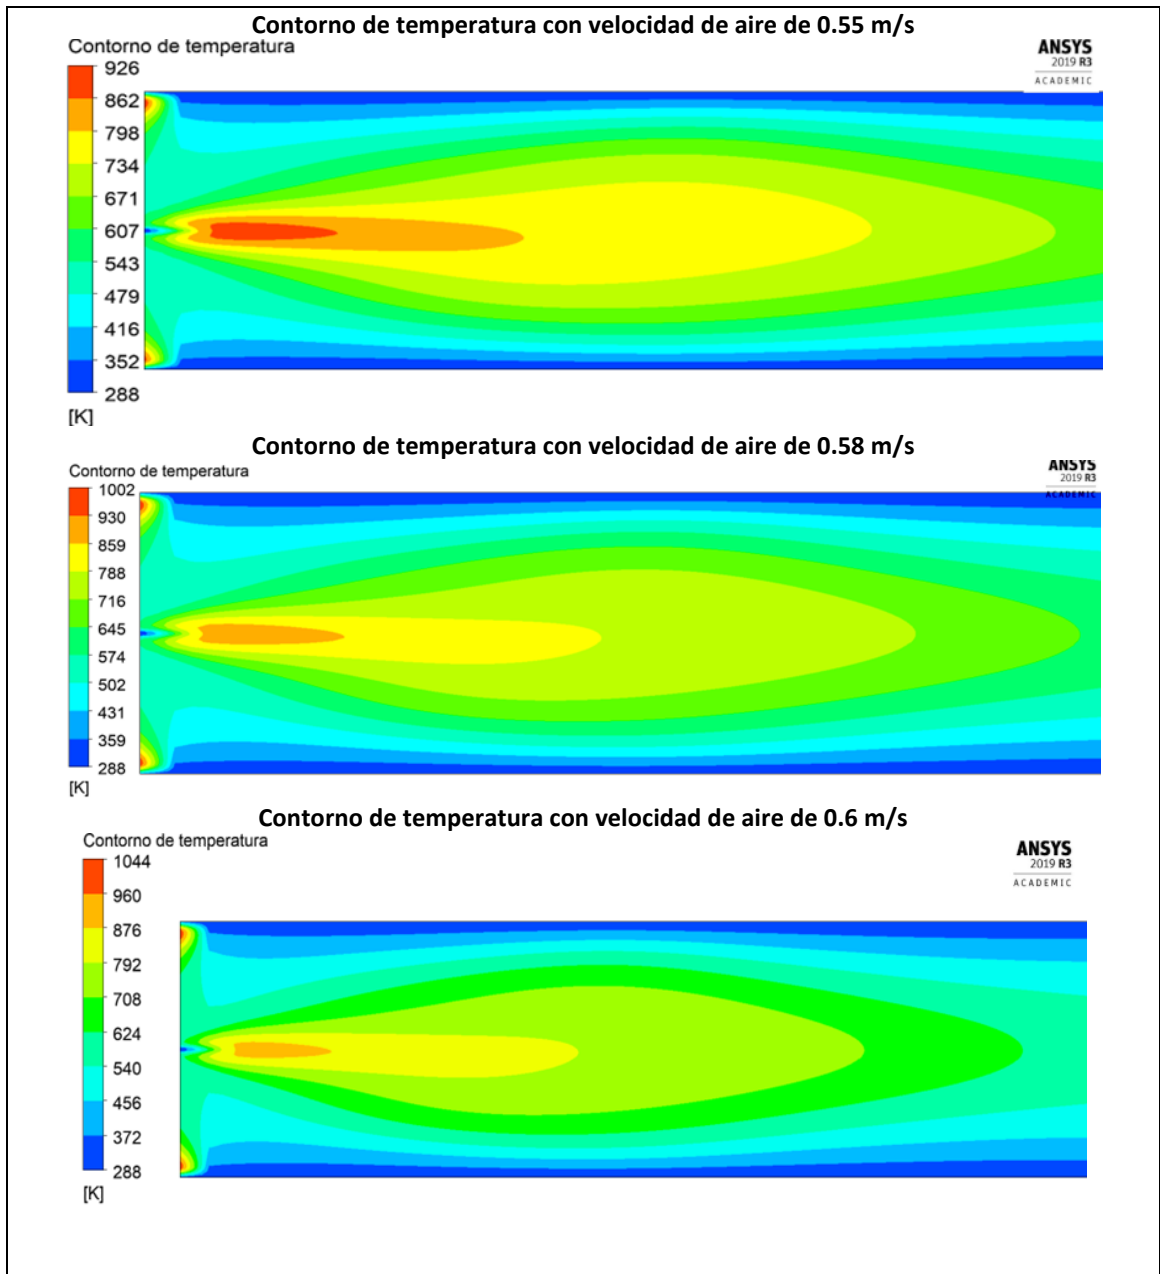 Contorno de temperatura con velocidad de aire de 0.55 m/s
Contorno de temperatura
ANSYS
2019 R3
ACADEMIC
926
862
798
734
671
607
543
479
416
352
288
[K]
Contorno de temperatura con velocidad de aire de 0.58 m/s
Contorno de temperatura
ANSYS
2019 R3
ACADEMIC
1002
930
859
788
716
645
574
502
431
359
288
[K]
Contorno de temperatura con velocidad de aire de 0.6 m/s
Contorno de temperatura
ANSYS
2019 R3
ACADEMIC
1044
960
876
792
708
624
540
456
372
288
[K]